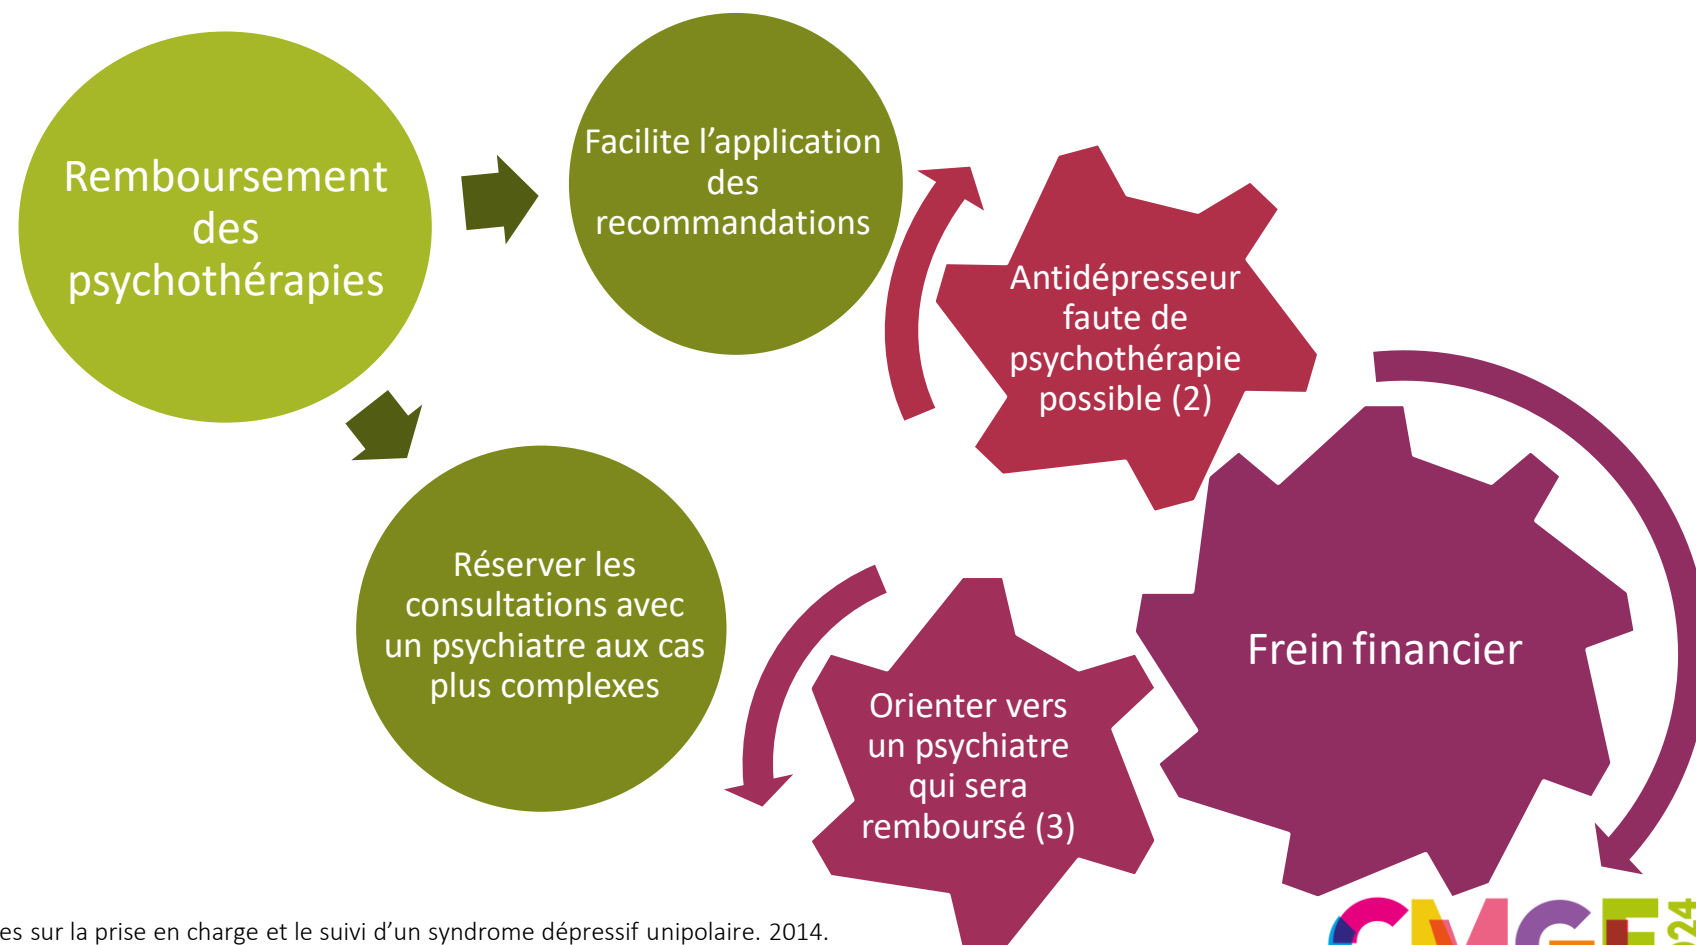 Remboursement
des
psychothérapies
Facilite l’application
des
recommandations
Antidépresseur
faute de
psychothérapie
possible (2)
Réserver les
consultations avec
un psychiatre aux cas
plus complexes
Frein financier
Orienter vers
un psychiatre
qui sera
remboursé (3)
es sur la prise en charge et le suivi d’un syndrome dépressif unipolaire. 2014.
CMGF
2024